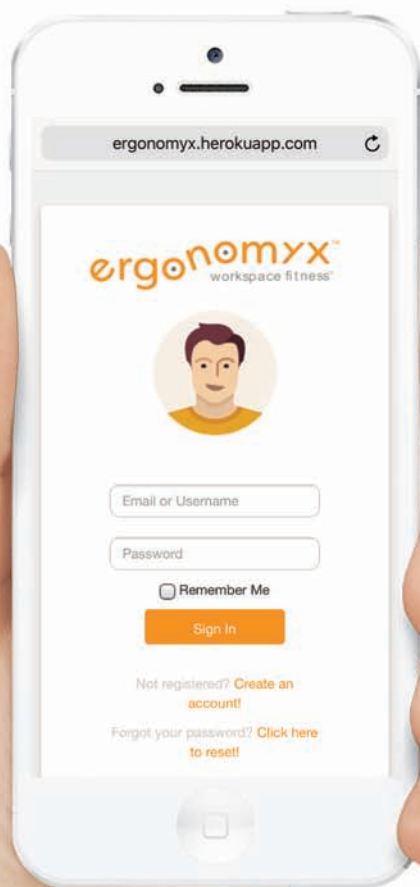 ergonomyx.herokuapp.com
ergonomyx™
workspace fitness™
Email or Username
Password
Remember Me
Sign In
Not registered? Create an
account!
Forgot your password? Click here
to reset!